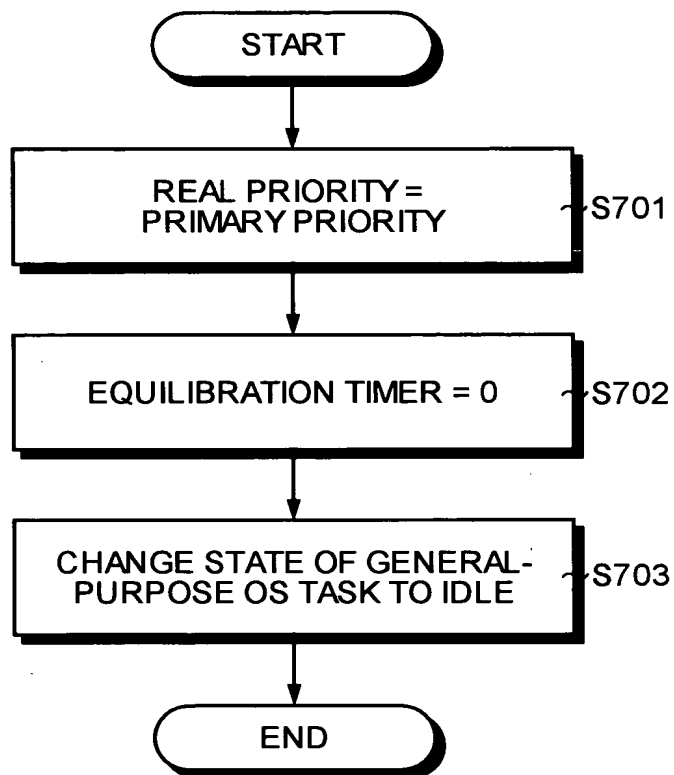 START
REAL PRIORITY =
PRIMARY PRIORITY
S701
EQUILIBRATION TIMER = 0
S702
CHANGE STATE OF GENERAL-
PURPOSE OS TASK TO IDLE
S703
END